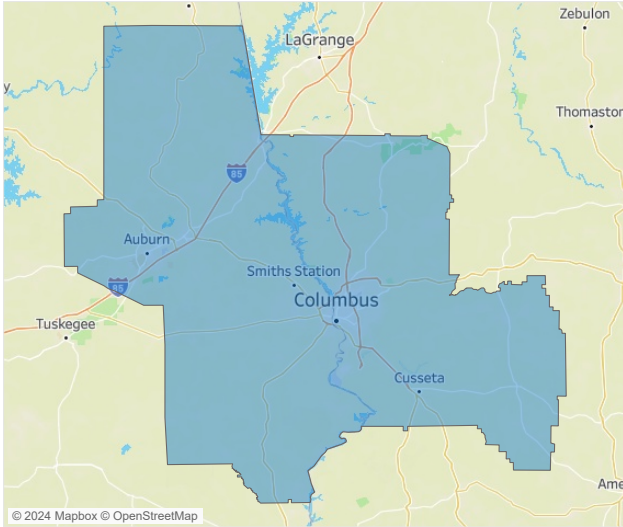 Zebulon
LaGrange
y
Thomaston
85
Auburn
Smiths Station
85
Columbus
Tuskegee
Cusseta
Ame
© 2024 Mapbox © OpenStreetMap